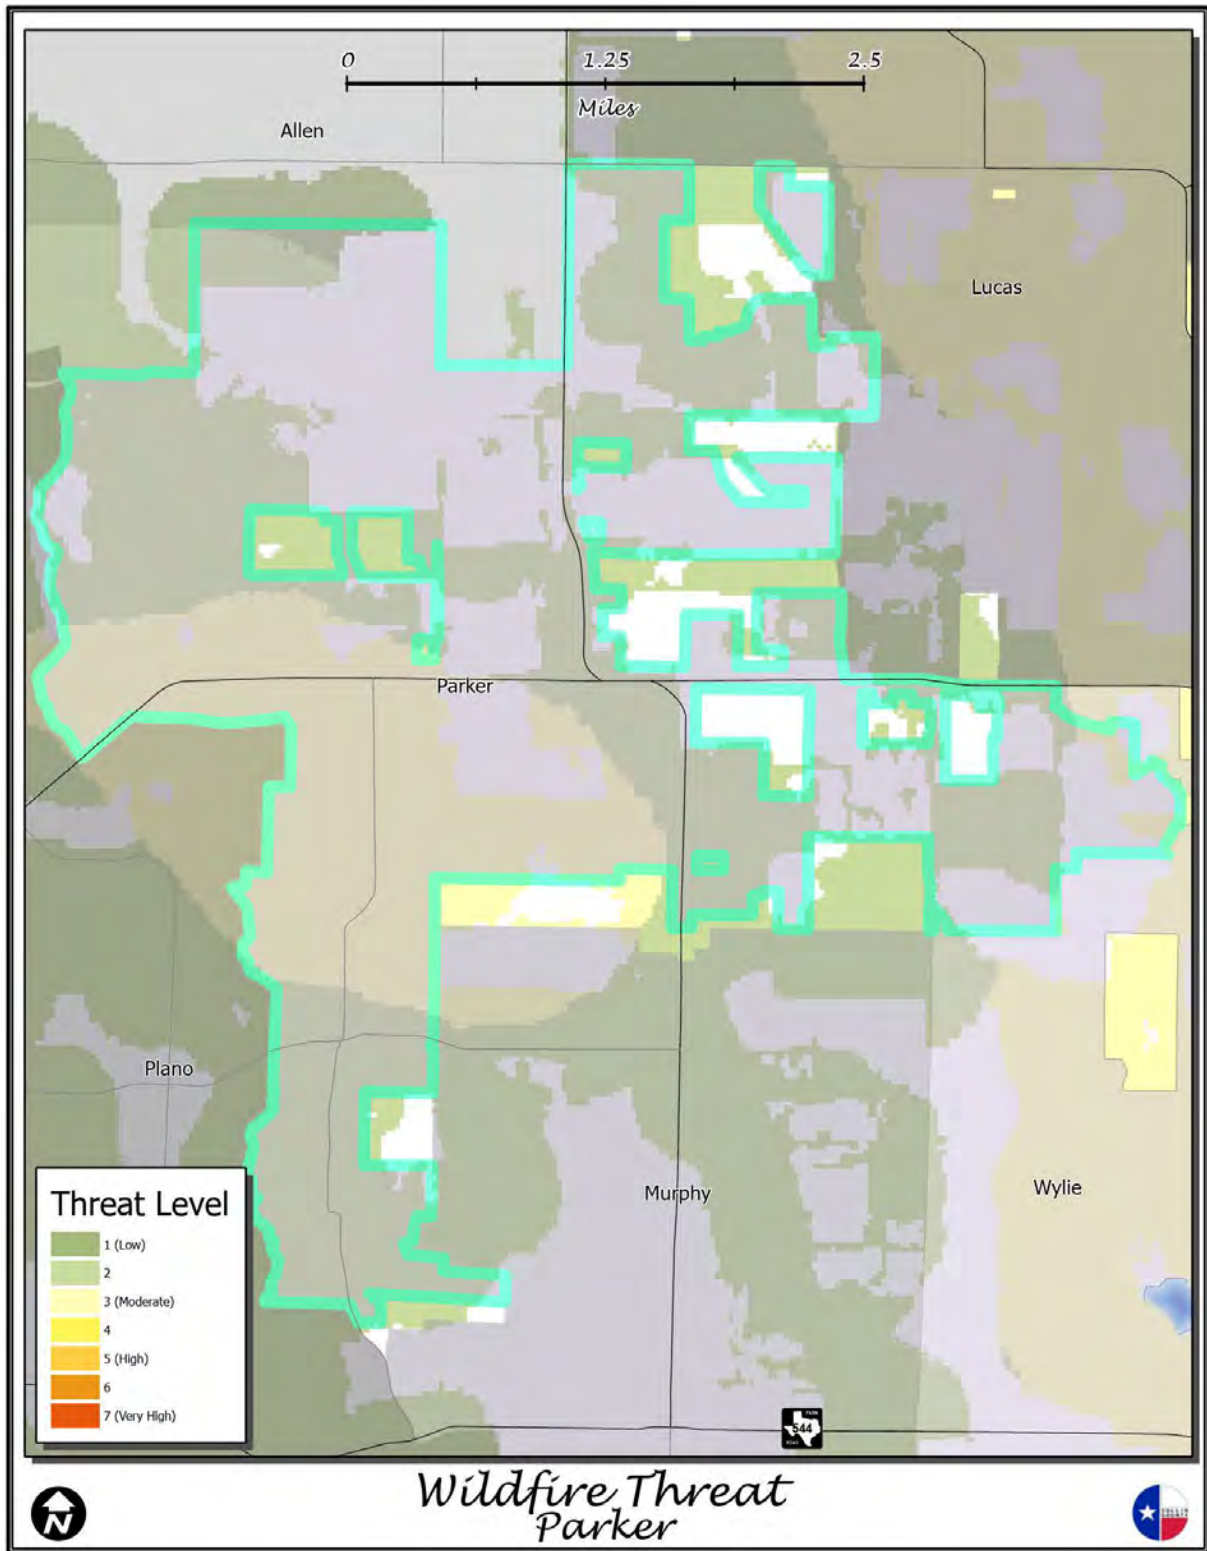 0 1.25 2.5
Miles
Allen
Lucas
Parker
Plano
Murphy
Wylie
Threat Level
1 (Low)
2
3 (Moderate)
4
5 (High)
6
7 (Very High)
544
Wildfire Threat
Parker
N